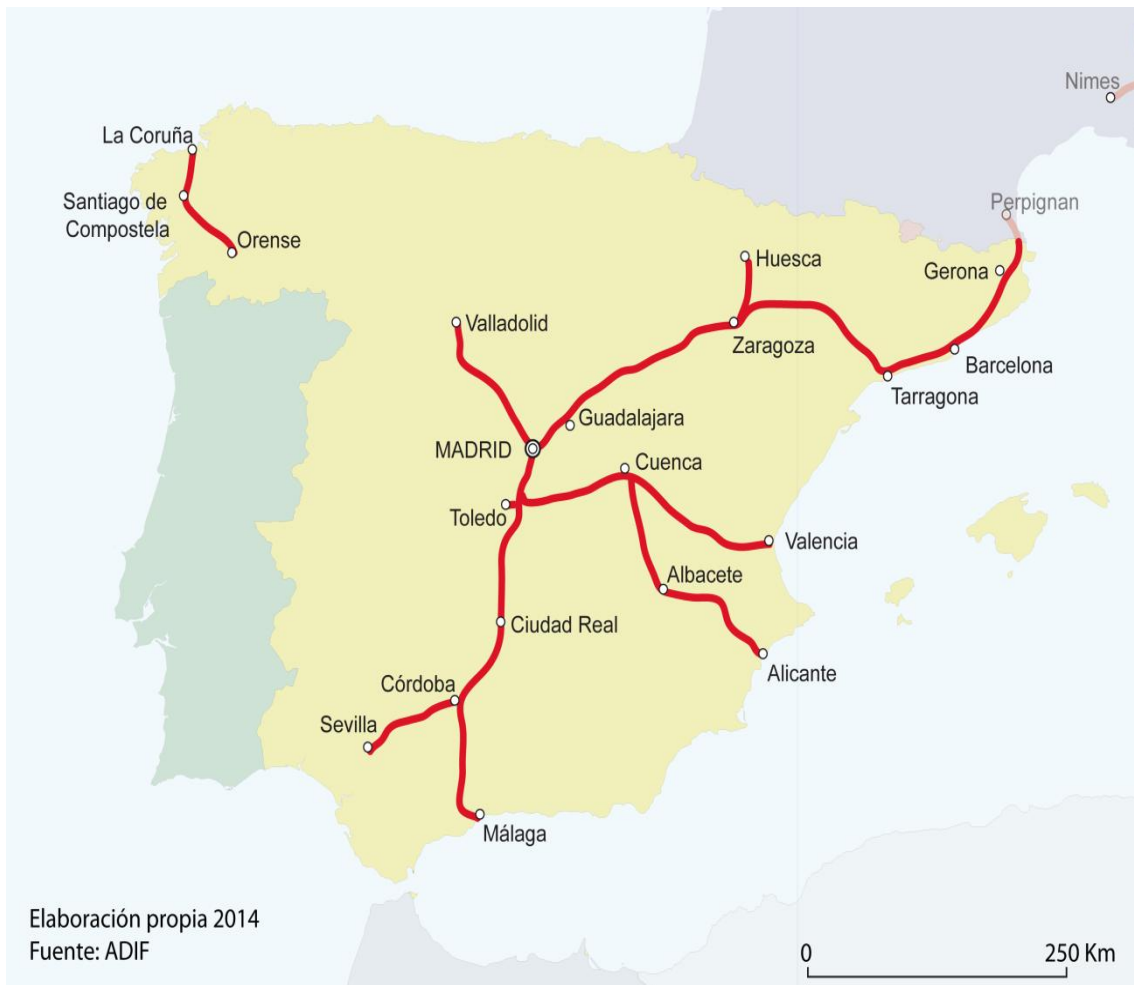 Nimes
La Coruña
Santiago de
Compostela
Perpignan
Orense
Huesca
Gerona
Valladolid
Zaragoza
Barcelona
Tarragona
Guadalajara
MADRID
Cuenca
Toledo
Valencia
Albacete
Ciudad Real
Alicante
Córdoba
Sevilla
Málaga
Elaboración propia 2014
Fuente: ADIF
0 250 Km